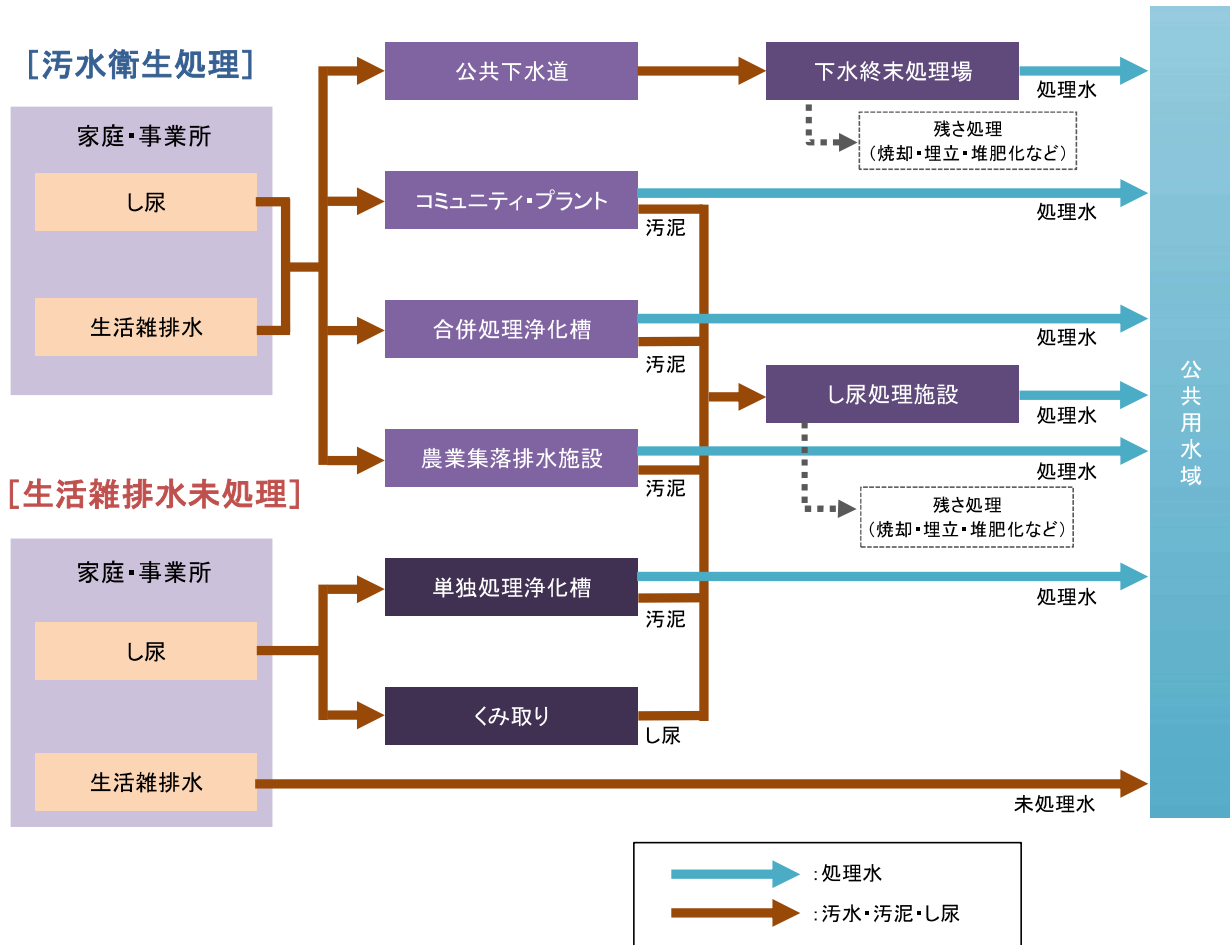 [汚水衛生処理]
家庭・事業所
し尿
生活雑排水
公共下水道
下水終末処理場
処理水
残さ処理
(焼却・埋立・堆肥化など)
コミュニティ・プラント
汚泥
処理水
合併処理浄化槽
汚泥
処理水
し尿処理施設
処理水
農業集落排水施設
汚泥
処理水
残さ処理
(焼却・埋立・堆肥化など)
[生活雑排水未処理]
家庭・事業所
し尿
生活雑排水
単独処理浄化槽
汚泥
処理水
くみ取り
し尿
未処理水
公共用水域
:処理水
:汚水・汚泥・し尿